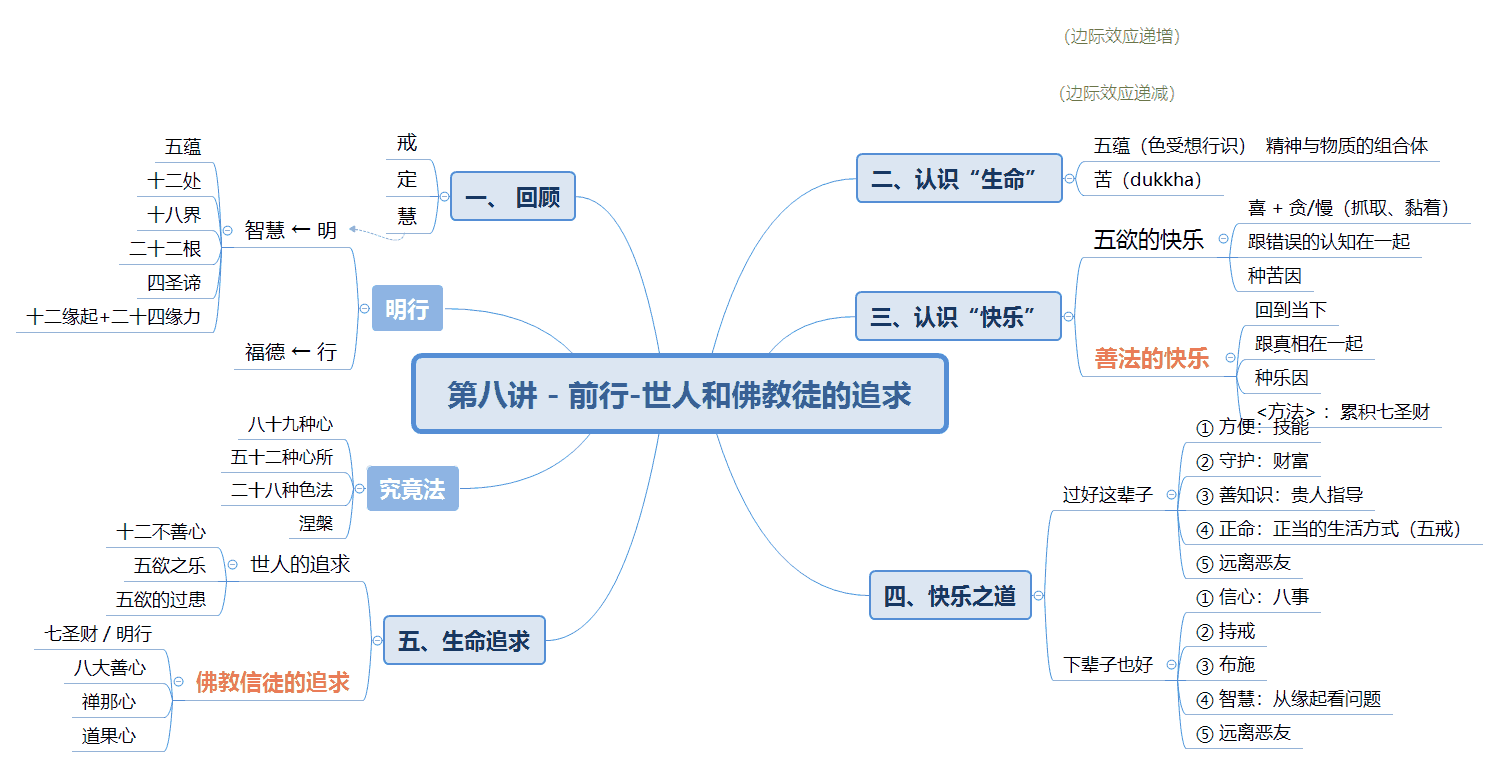 （边际效应递增）
（边际效应递减）
第八讲 - 前行-世人和佛教徒的追求
一、 回顾
戒
定
慧
明行
智慧 ← 明
五蕴
十二处
十八界
二十二根
四圣谛
十二缘起+二十四缘力
福德 ← 行
究竟法
八十九种心
五十二种心所
二十八种色法
涅槃
二、认识“生命”
五蕴（色受想行识） 精神与物质的组合体
苦（dukkha）
三、认识“快乐”
五欲的快乐
喜 + 贪/慢（抓取、黏着）
跟错误的认知在一起
种苦因
善法的快乐
回到当下
跟真相在一起
种乐因
<方法> ：累积七圣财
四、快乐之道
过好这辈子
① 方便：技能
② 守护：财富
③ 善知识：贵人指导
④ 正命：正当的生活方式（五戒）
⑤ 远离恶友
下辈子也好
① 信心：八事
② 持戒
③ 布施
④ 智慧：从缘起看问题
⑤ 远离恶友
五、生命追求
世人的追求
十二不善心
五欲之乐
五欲的过患
佛教信徒的追求
七圣财 / 明行
八大善心
禅那心
道果心